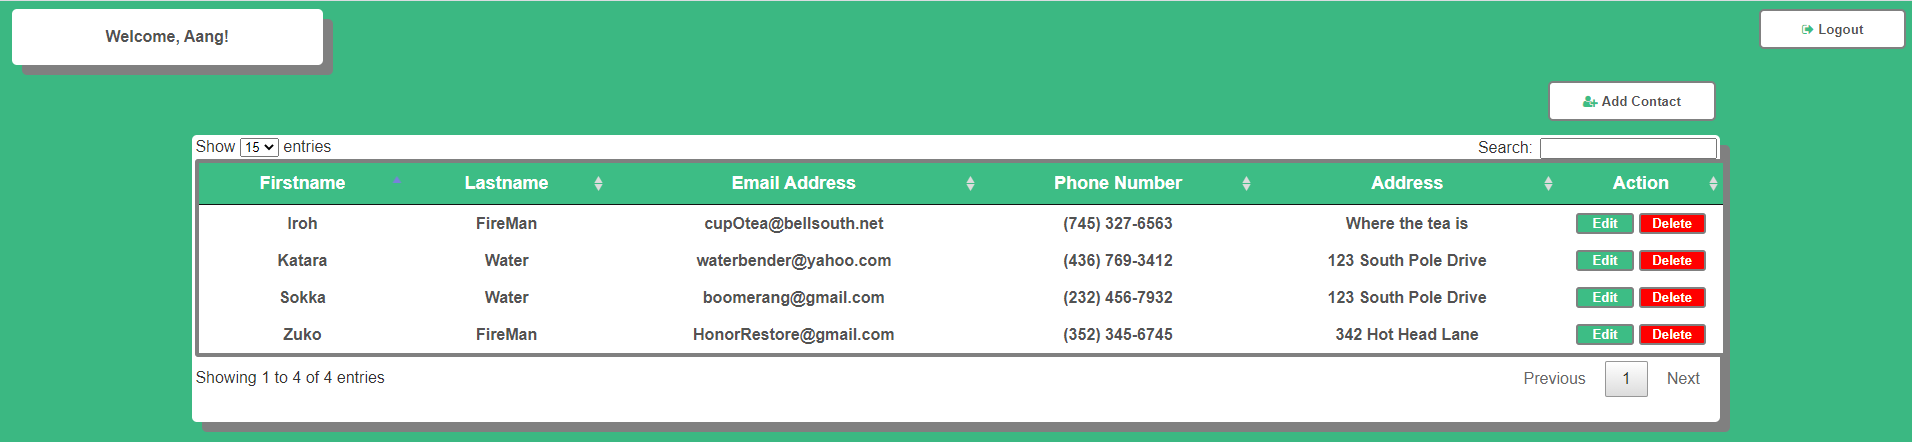 Welcome, Aang!
Logout
Add Contact
Show 15 entries
Search:
Firstname Lastname Email Address Phone Number Address Action
Iroh FireMan cupOtea@bellsouth.net (745) 327-6563 Where the tea is Edit Delete
Katara Water waterbender@yahoo.com (436) 769-3412 123 South Pole Drive Edit Delete
Sokka Water boomerang@gmail.com (232) 456-7932 123 South Pole Drive Edit Delete
Zuko FireMan HonorRestore@gmail.com (352) 345-6745 342 Hot Head Lane Edit Delete
Showing 1 to 4 of 4 entries
Previous 1 Next